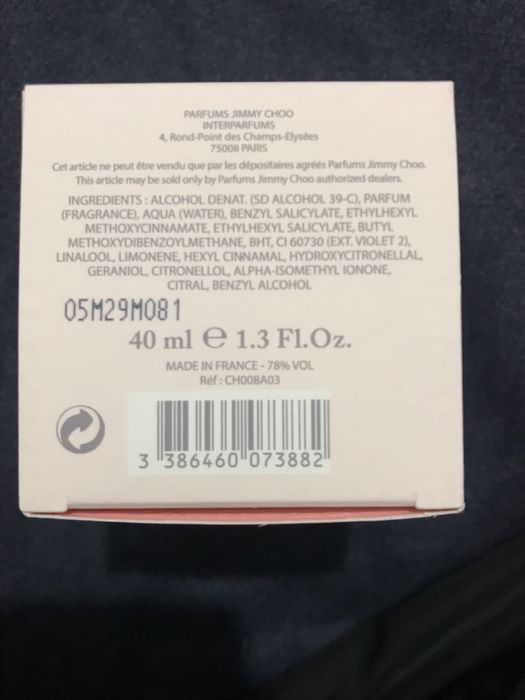 PARFUMS JIMMY CHOO
INTERPARFUMS
4, Rond-Point des Champs-Elysées
75008 PARIS
Cet article ne peut être vendu que par les dépositaires agréés Parfums Jimmy Choo.
This article may be sold only by Parfums Jimmy Choo authorized dealers.
INGREDIENTS : ALCOHOL DENAT. (SD ALCOHOL 39-C), PARFUM
(FRAGRANCE), AQUA (WATER), BENZYL SALICYLATE, ETHYLHEXYL
METHOXYCINNAMATE, ETHYLHEXYL SALICYLATE, BUTYL
METHOXYDIBENZOYLMETHANE, BHT, CI 60730 (EXT. VIOLET 2),
LINALOOL, LIMONENE, HEXYL CINNAMAL, HYDROXYCITRONELLAL,
GERANIOL, CITRONELLOL, ALPHA-ISOMETHYL IONONE,
CITRAL, BENZYL ALCOHOL
05M29M081
40 ml ℮ 1.3 Fl.Oz.
MADE IN FRANCE - 78% VOL
Réf : CH008A03
3 386460 073882